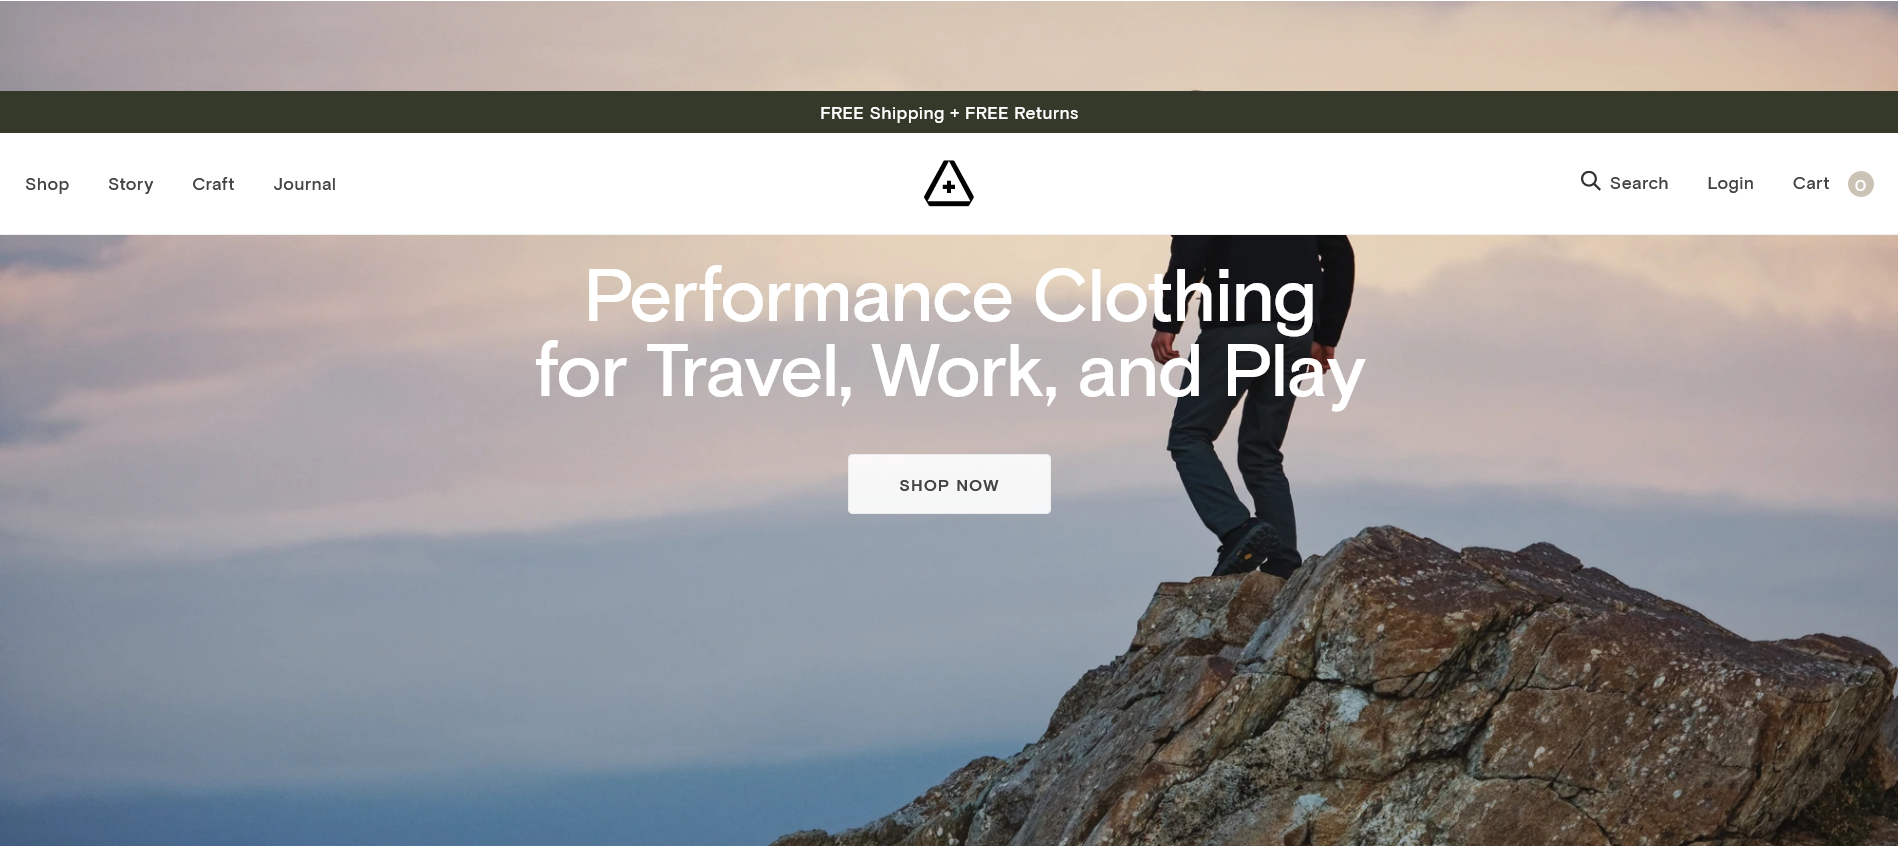 FREE Shipping + FREE Returns
Shop
Story
Craft
Journal
Search
Login
Cart
0
Performance Clothing
for Travel, Work, and Play
SHOP NOW